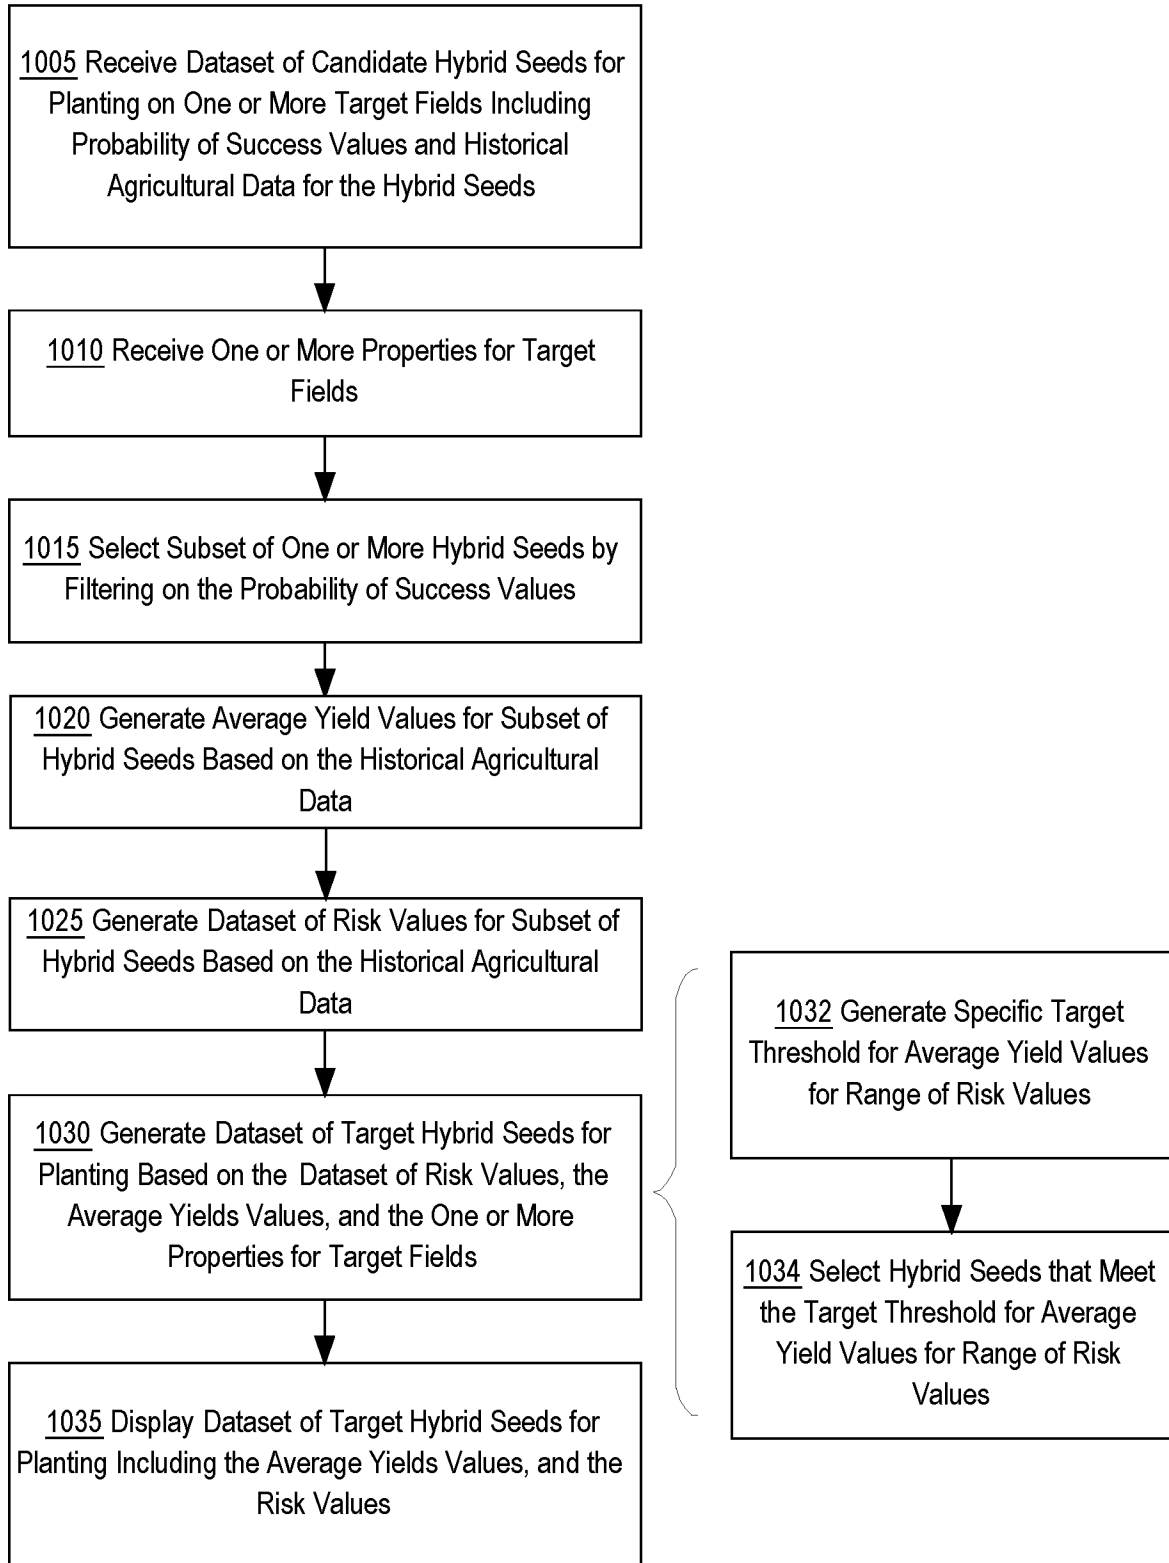 1005 Receive Dataset of Candidate Hybrid Seeds for
Planting on One or More Target Fields Including
Probability of Success Values and Historical
Agricultural Data for the Hybrid Seeds
1010 Receive One or More Properties for Target
Fields
1015 Select Subset of One or More Hybrid Seeds by
Filtering on the Probability of Success Values
1020 Generate Average Yield Values for Subset of
Hybrid Seeds Based on the Historical Agricultural
Data
1025 Generate Dataset of Risk Values for Subset of
Hybrid Seeds Based on the Historical Agricultural
Data
1030 Generate Dataset of Target Hybrid Seeds for
Planting Based on the Dataset of Risk Values, the
Average Yields Values, and the One or More
Properties for Target Fields
1032 Generate Specific Target
Threshold for Average Yield Values
for Range of Risk Values
1034 Select Hybrid Seeds that Meet
the Target Threshold for Average
Yield Values for Range of Risk
Values
1035 Display Dataset of Target Hybrid Seeds for
Planting Including the Average Yields Values, and the
Risk Values